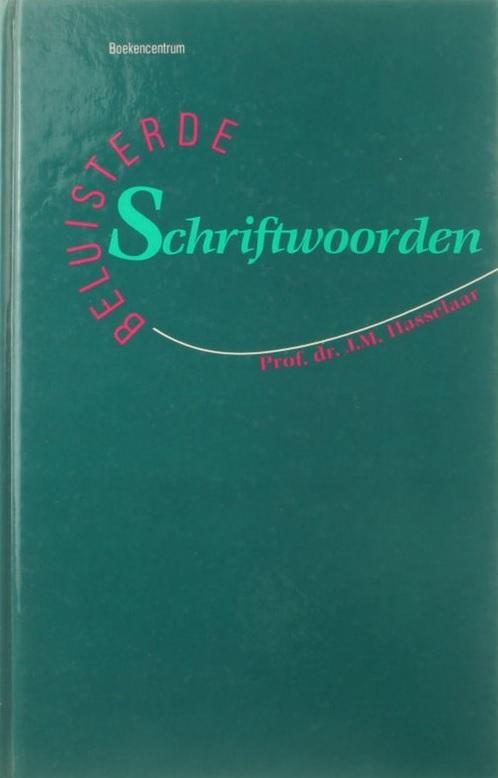 Boekencentrum
BELUISTERDE
Schriftwoorden
Prof. dr. J.M. Hasselaar